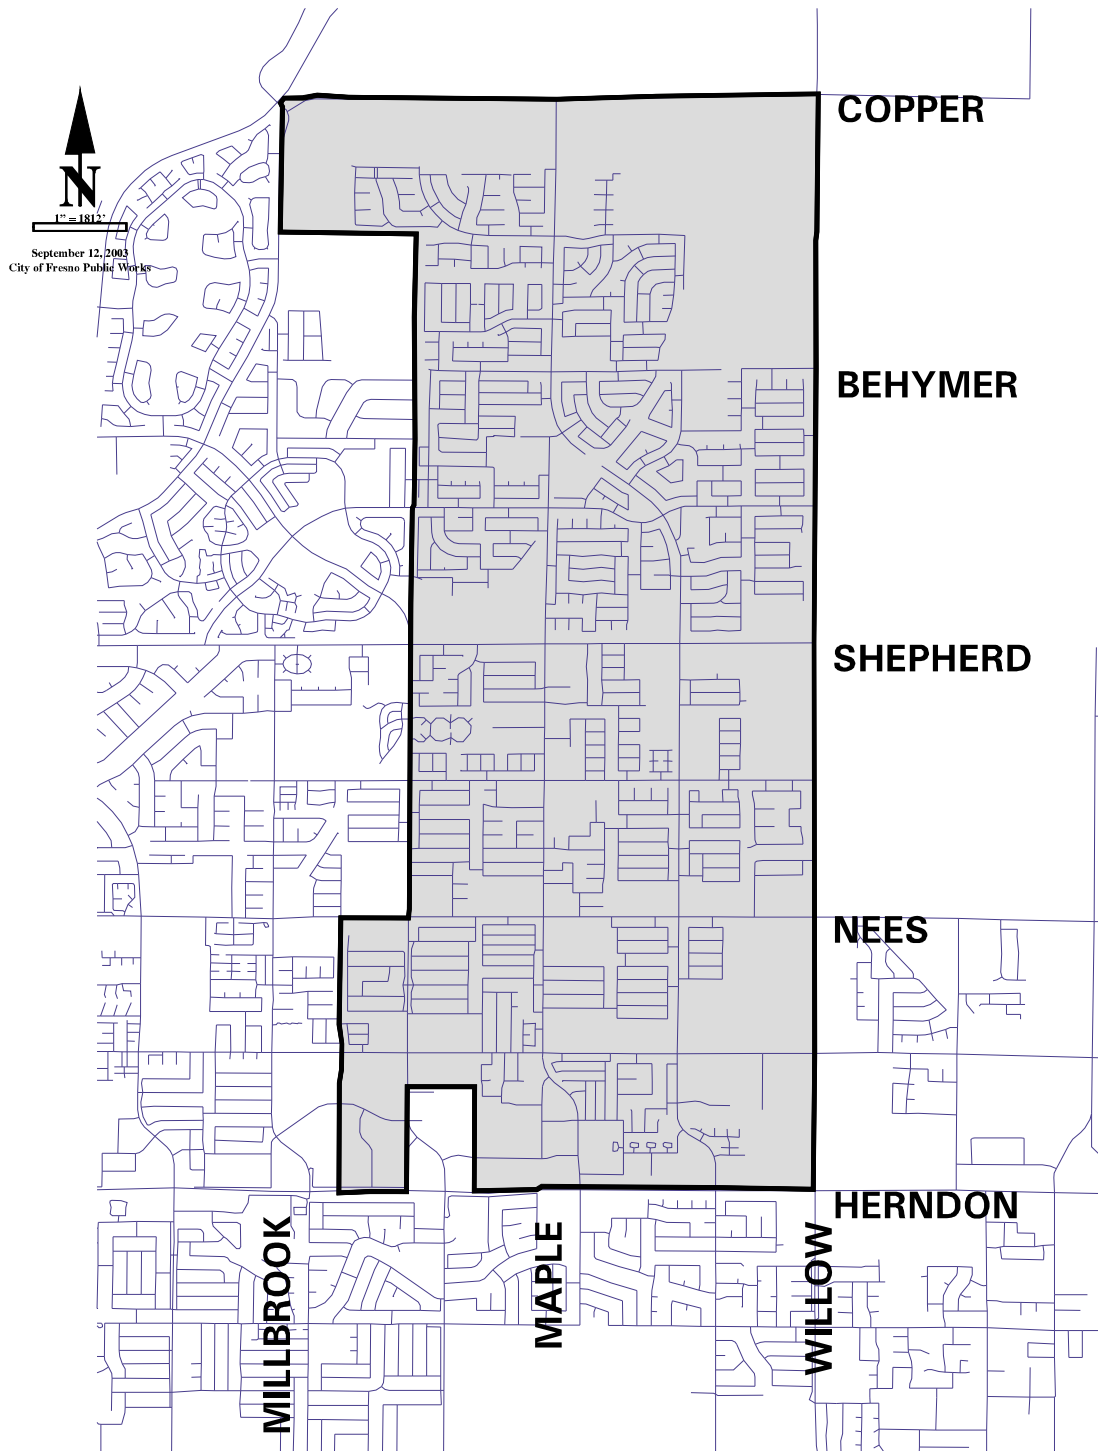 COPPER
N
1" = 1812'
September 12, 2003
City of Fresno Public Works
BEHYMER
SHEPHERD
NEES
HERNDON
MILLBROOK
MAPLE
WILLOW